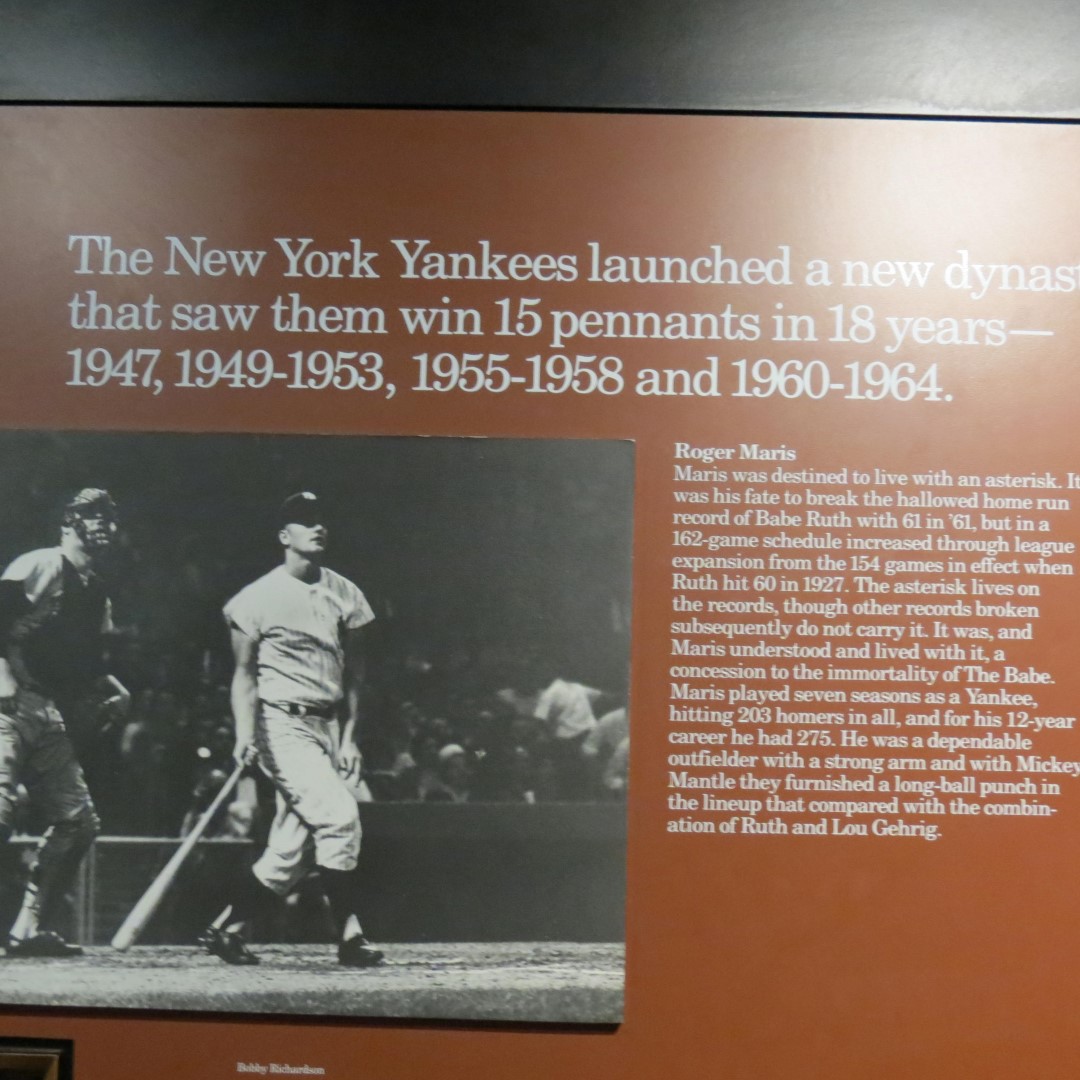 The New York Yankees launched a new dynast
that saw them win 15 pennants in 18 years—
1947, 1949-1953, 1955-1958 and 1960-1964.
Roger Maris
Maris was destined to live with an asterisk. It
was his fate to break the hallowed home run
record of Babe Ruth with 61 in ’61, but in a
162-game schedule increased through league
expansion from the 154 games in effect when
Ruth hit 60 in 1927. The asterisk lives on
the records, though other records broken
subsequently do not carry it. It was, and
Maris understood and lived with it, a
concession to the immortality of The Babe.
Maris played seven seasons as a Yankee,
hitting 203 homers in all, and for his 12-year
career he had 275. He was a dependable
outfielder with a strong arm and with Mickey
Mantle they furnished a long-ball punch in
the lineup that compared with the combin-
ation of Ruth and Lou Gehrig.
Bobby Richardson